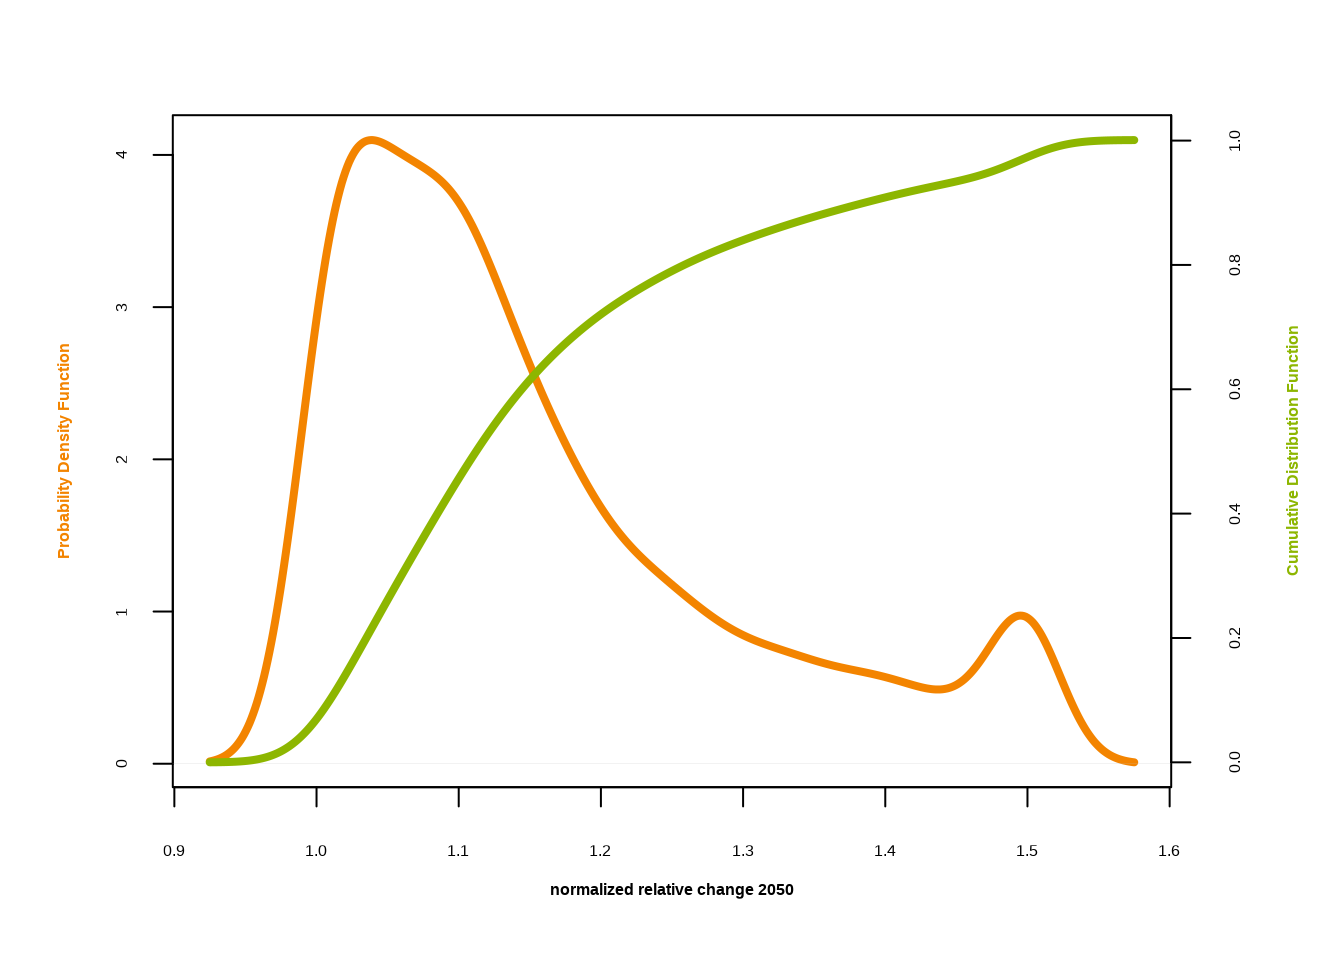 Probability Density Function
4
3
2
1
0
1.0
0.8
0.6
0.4
0.2
0.0
Cumulative Distribution Function
0.9 1.0 1.1 1.2 1.3 1.4 1.5 1.6
normalized relative change 2050